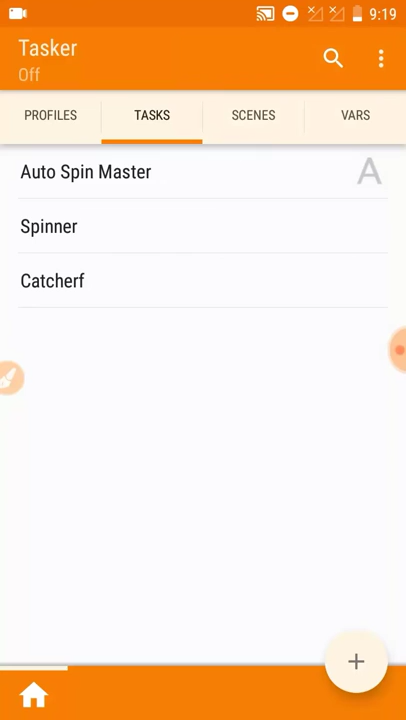 9:19
Tasker
Off
PROFILES TASKS SCENES VARS
Auto Spin Master A
Spinner
Catcherf